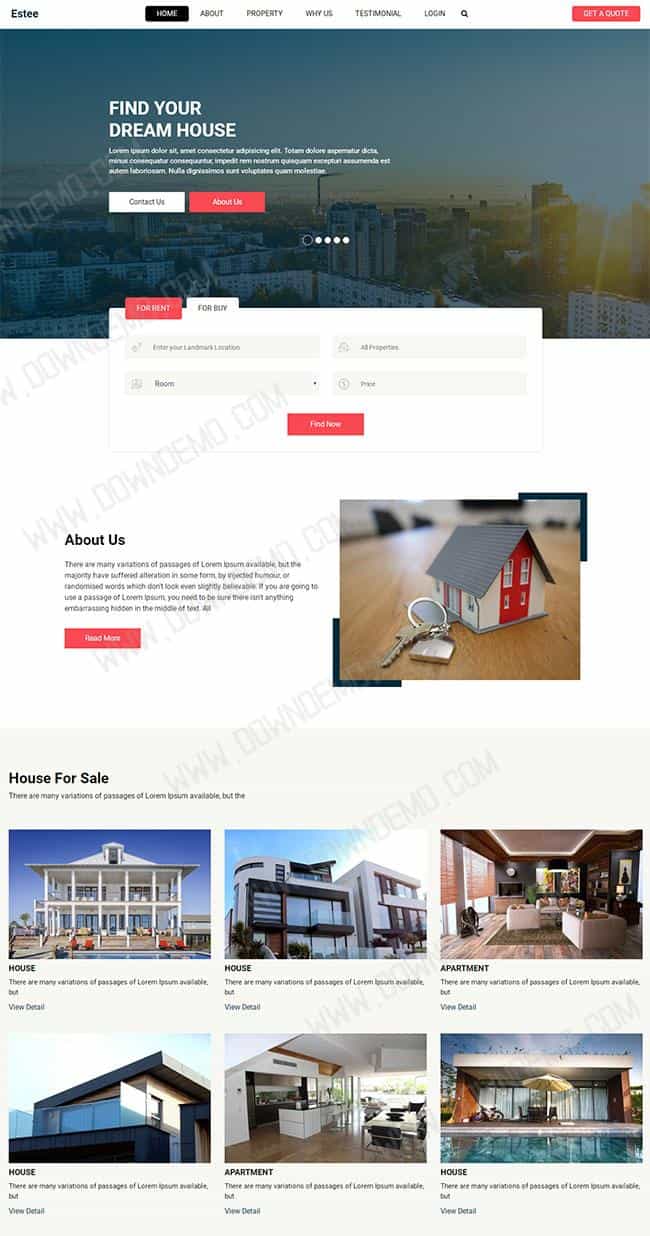 Estee
HOME ABOUT PROPERTY WHY US TESTIMONIAL LOGIN
GET A QUOTE
FIND YOUR
DREAM HOUSE
Lorem ipsum dolor sit, amet consectetur adipisicing elit. Totam dolore aspernatur dicta,
minus consequatur consequuntur, impedit rem nostrum quisquam excepturi assumenda est
autem laboriosam. Nulla dignissimos sunt voluptates quam molestiae.
Contact Us
About Us
FOR RENT
FOR BUY
Enter your Landmark Location
All Properties
Room
Price
Find Now
About Us
There are many variations of passages of Lorem Ipsum available, but the
majority have suffered alteration in some form, by injected humour, or
randomised words which don't look even slightly believable. If you are going to
use a passage of Lorem Ipsum, you need to be sure there isn't anything
embarrassing hidden in the middle of text. All
Read More
House For Sale
There are many variations of passages of Lorem Ipsum available, but the
HOUSE
There are many variations of passages of Lorem Ipsum available,
but
View Detail
HOUSE
There are many variations of passages of Lorem Ipsum available,
but
View Detail
APARTMENT
There are many variations of passages of Lorem Ipsum available,
but
View Detail
HOUSE
There are many variations of passages of Lorem Ipsum available,
but
View Detail
APARTMENT
There are many variations of passages of Lorem Ipsum available,
but
View Detail
HOUSE
There are many variations of passages of Lorem Ipsum available,
but
View Detail
WWW.DOWNDEMO.COM